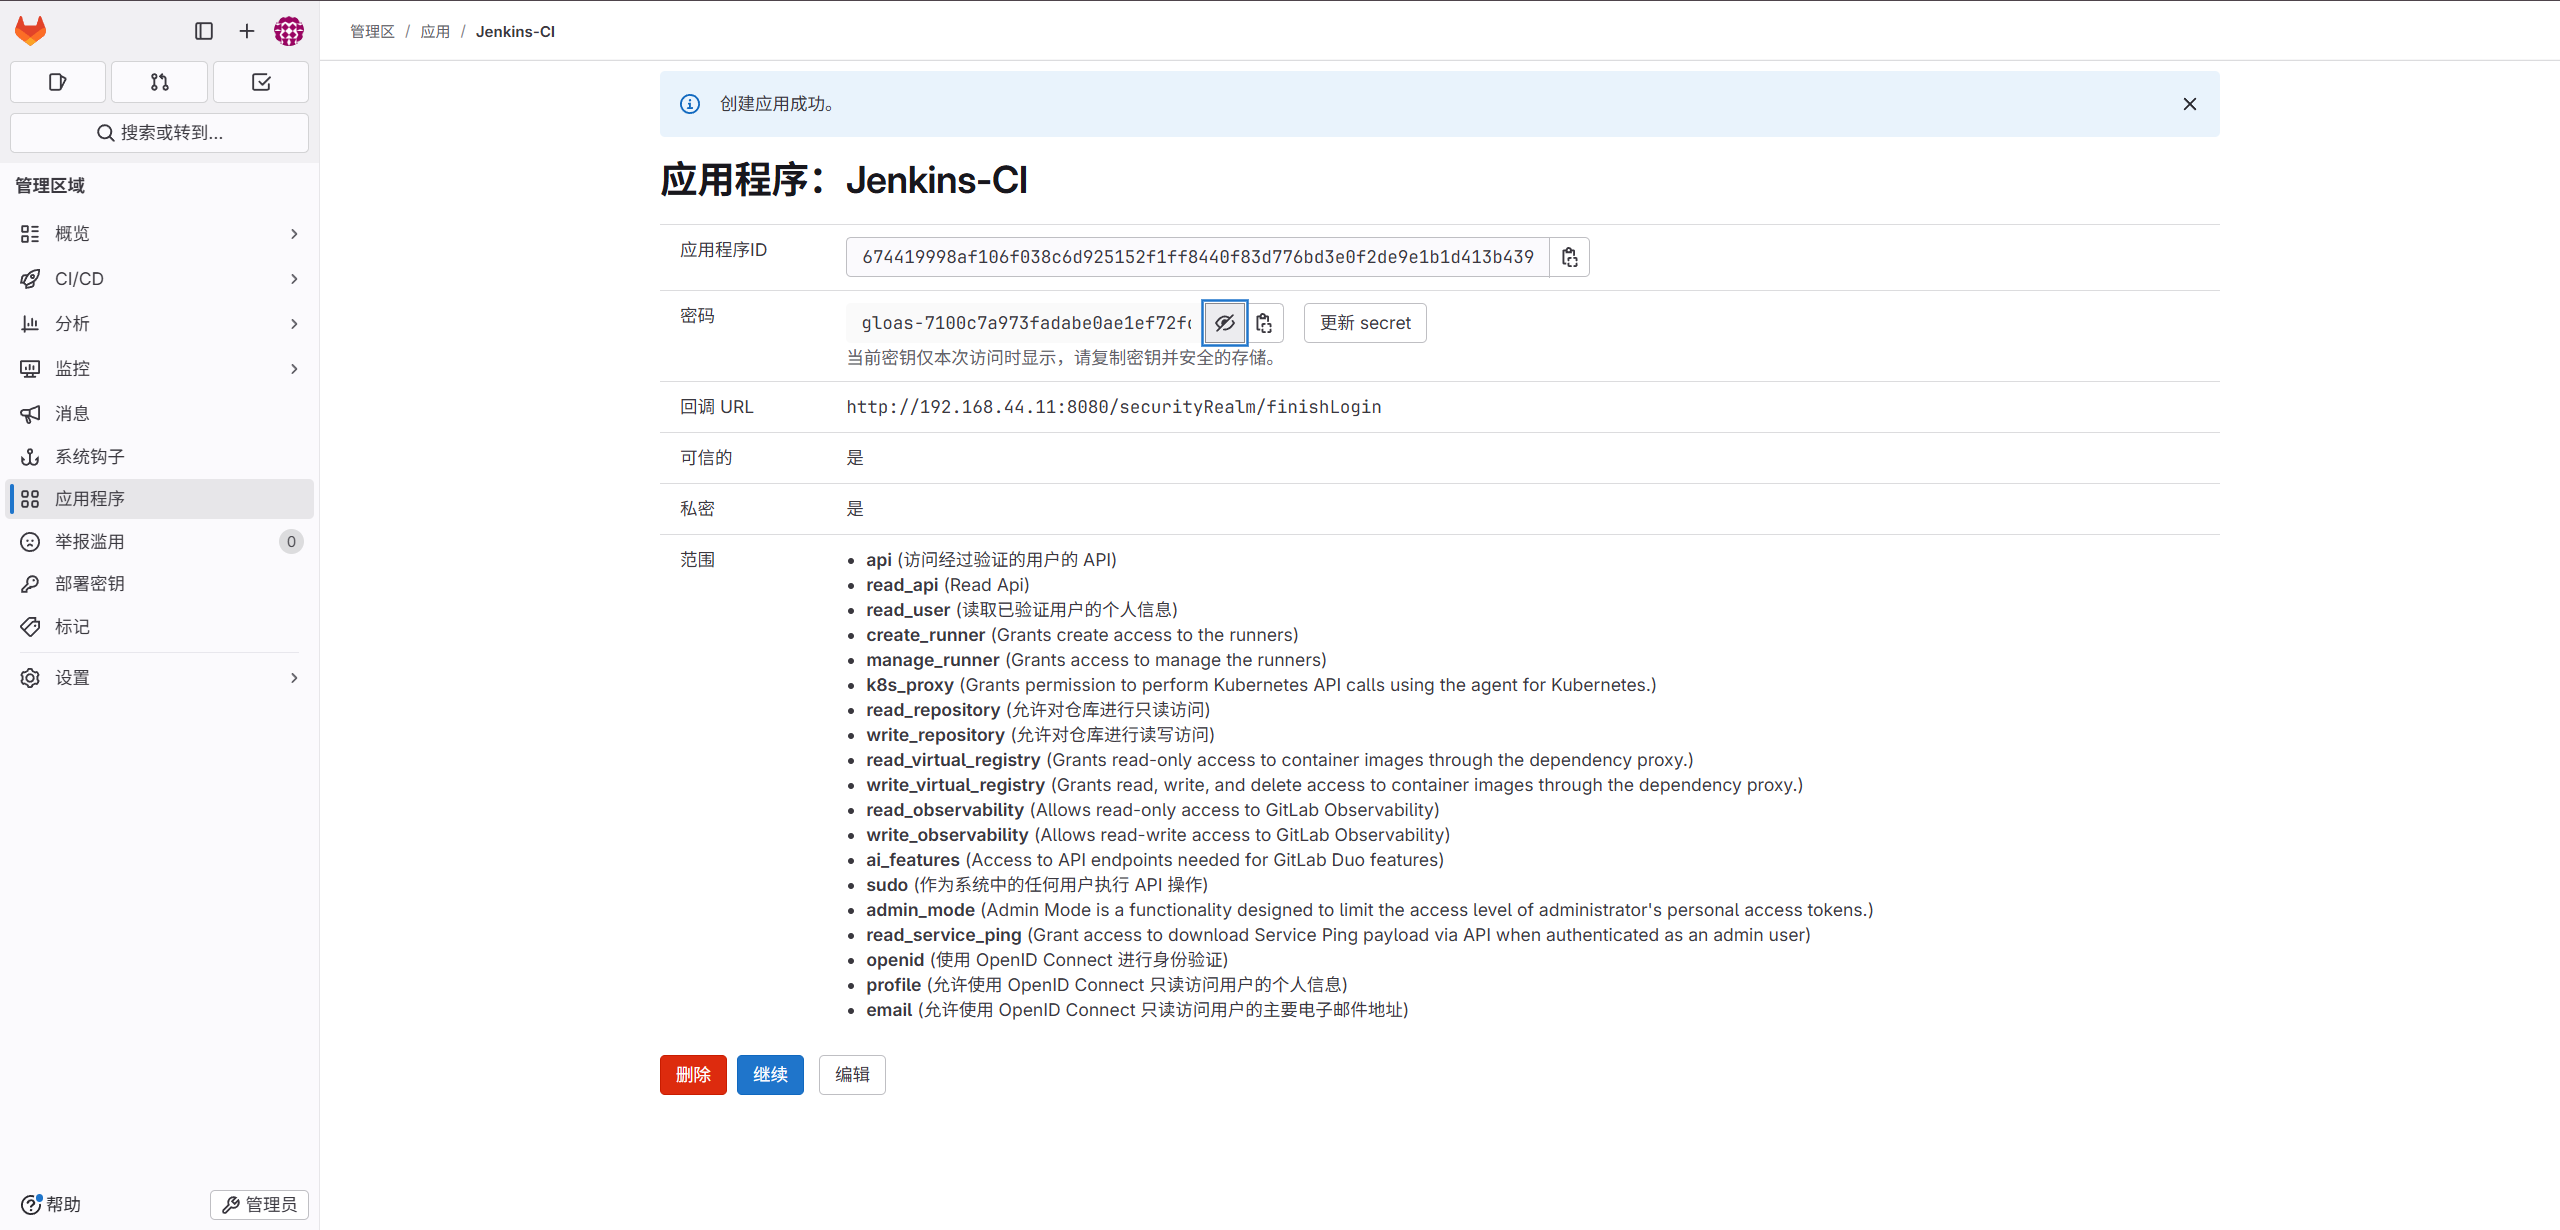 管理区 / 应用 / Jenkins-CI
搜索或转到...
管理区域
概览
CI/CD
分析
监控
消息
系统钩子
应用程序
举报滥用 0
部署密钥
标记
设置
帮助
管理员
创建应用成功。
应用程序：Jenkins-CI
应用程序ID 674419998af106f038c6d925152f1ff8440f83d776bd3e0f2de9e1b1d413b439
密码 gloas-7100c7a973fadabe0ae1ef72f 更新 secret
当前密钥仅本次访问时显示，请复制密钥并安全的存储。
回调 URL http://192.168.44.11:8080/securityRealm/finishLogin
可信的 是
私密 是
范围
• api (访问经过验证的用户的 API)
• read_api (Read Api)
• read_user (读取已验证用户的个人信息)
• create_runner (Grants create access to the runners)
• manage_runner (Grants access to manage the runners)
• k8s_proxy (Grants permission to perform Kubernetes API calls using the agent for Kubernetes.)
• read_repository (允许对仓库进行只读访问)
• write_repository (允许对仓库进行读写访问)
• read_virtual_registry (Grants read-only access to container images through the dependency proxy.)
• write_virtual_registry (Grants read, write, and delete access to container images through the dependency proxy.)
• read_observability (Allows read-only access to GitLab Observability)
• write_observability (Allows read-write access to GitLab Observability)
• ai_features (Access to API endpoints needed for GitLab Duo features)
• sudo (作为系统中的任何用户执行 API 操作)
• admin_mode (Admin Mode is a functionality designed to limit the access level of administrator's personal access tokens.)
• read_service_ping (Grant access to download Service Ping payload via API when authenticated as an admin user)
• openid (使用 OpenID Connect 进行身份验证)
• profile (允许使用 OpenID Connect 只读访问用户的个人信息)
• email (允许使用 OpenID Connect 只读访问用户的主要电子邮件地址)
删除 继续 编辑